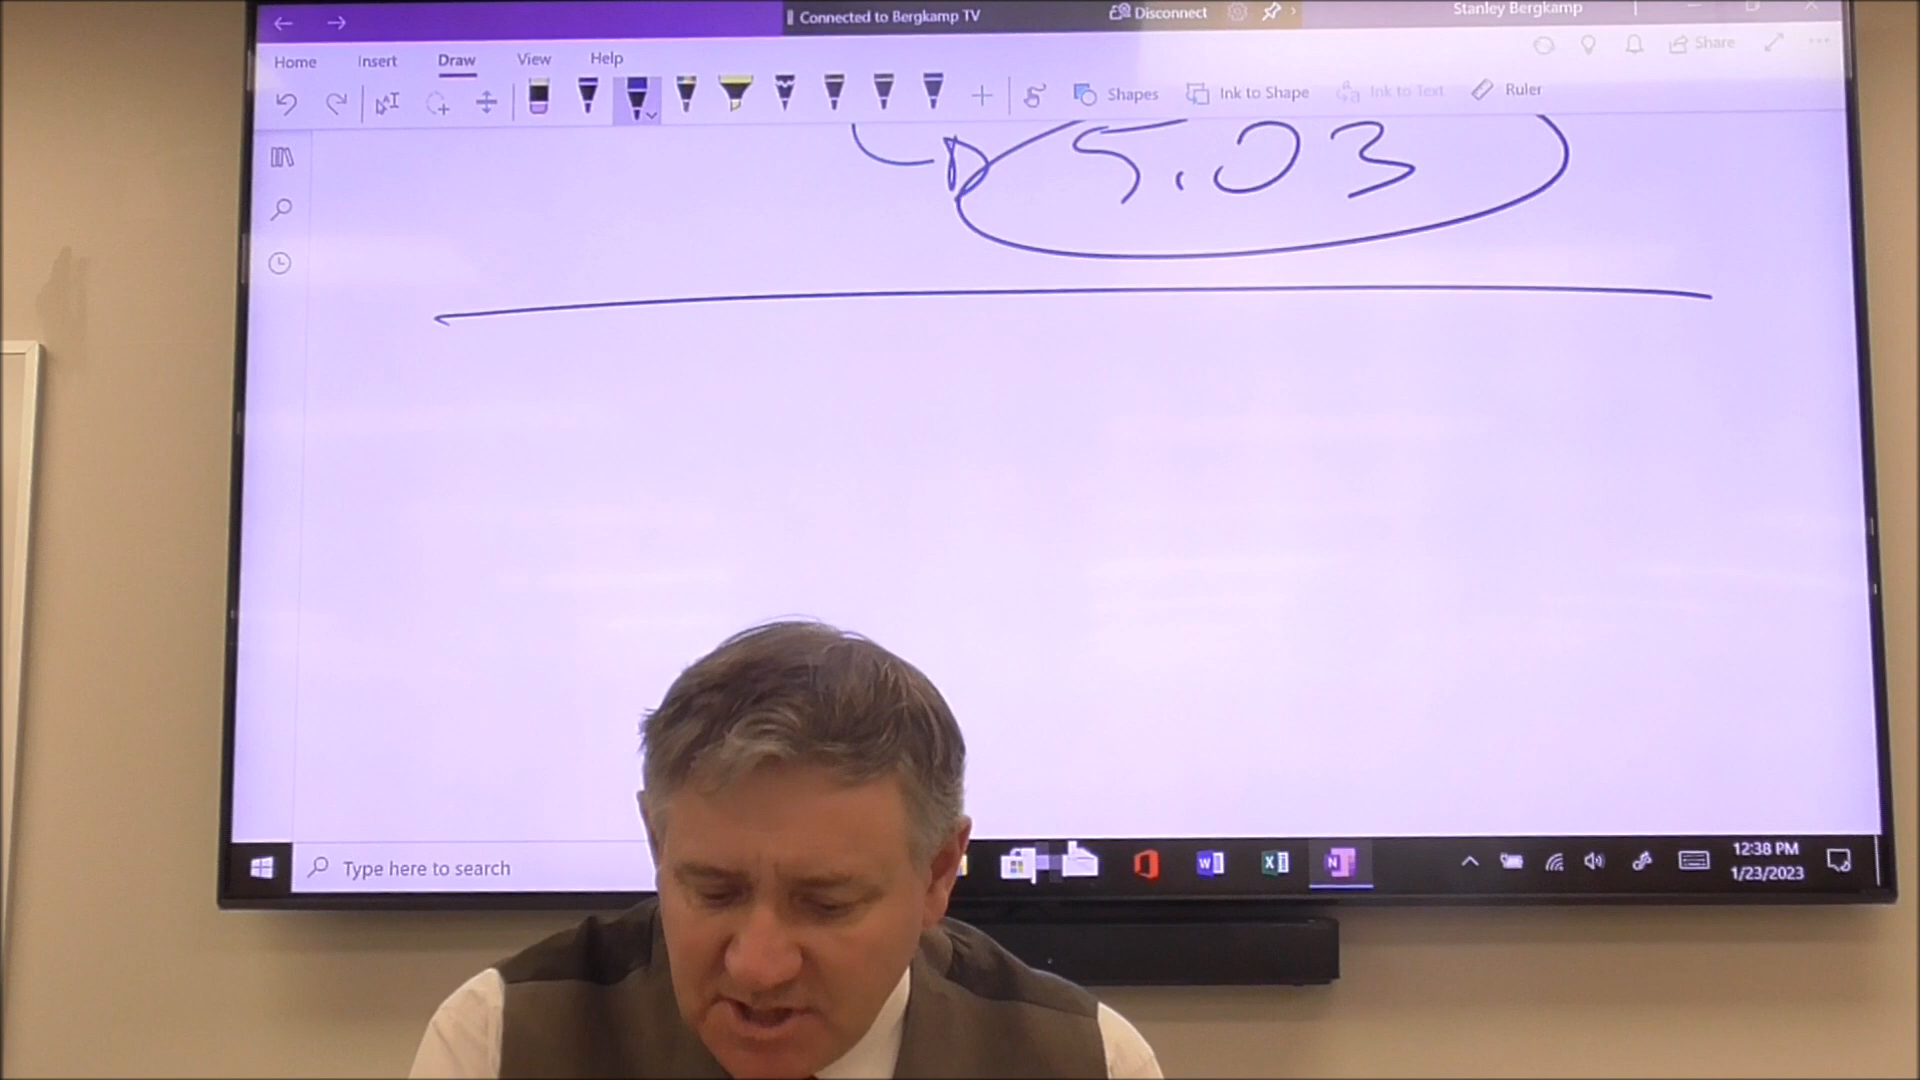 Connected to Bergkamp TV Disconnect Stanley Bergkamp
Home Insert Draw View Help Share
Shapes Ink to Shape Ink to Text Ruler
5.03
Type here to search
12:38 PM
1/23/2023